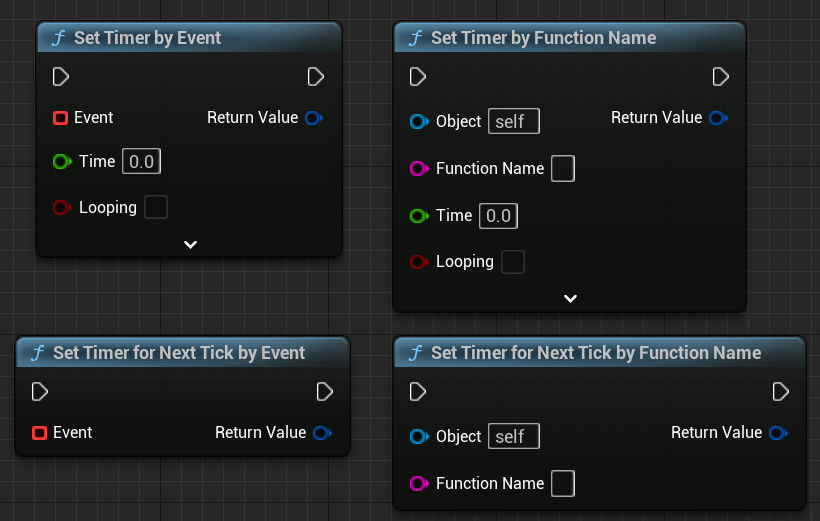 Set Timer by Event
Event
Return Value
Time 0.0
Looping
Set Timer by Function Name
Object self
Return Value
Function Name
Time 0.0
Looping
Set Timer for Next Tick by Event
Event
Return Value
Set Timer for Next Tick by Function Name
Object self
Return Value
Function Name